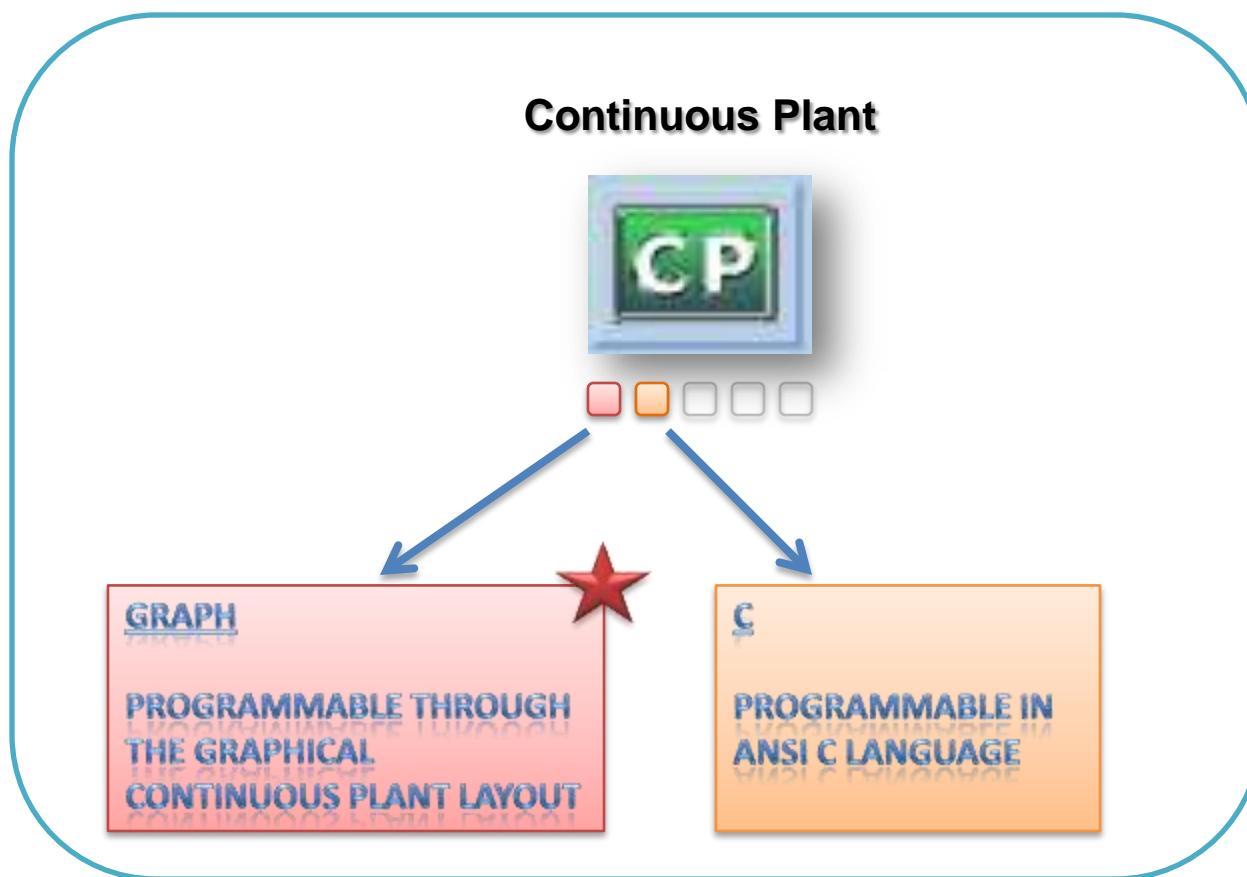 Continuous Plant
CP
GRAPH
PROGRAMMABLE THROUGH
THE GRAPHICAL
CONTINUOUS PLANT LAYOUT
C
PROGRAMMABLE IN
ANSI C LANGUAGE